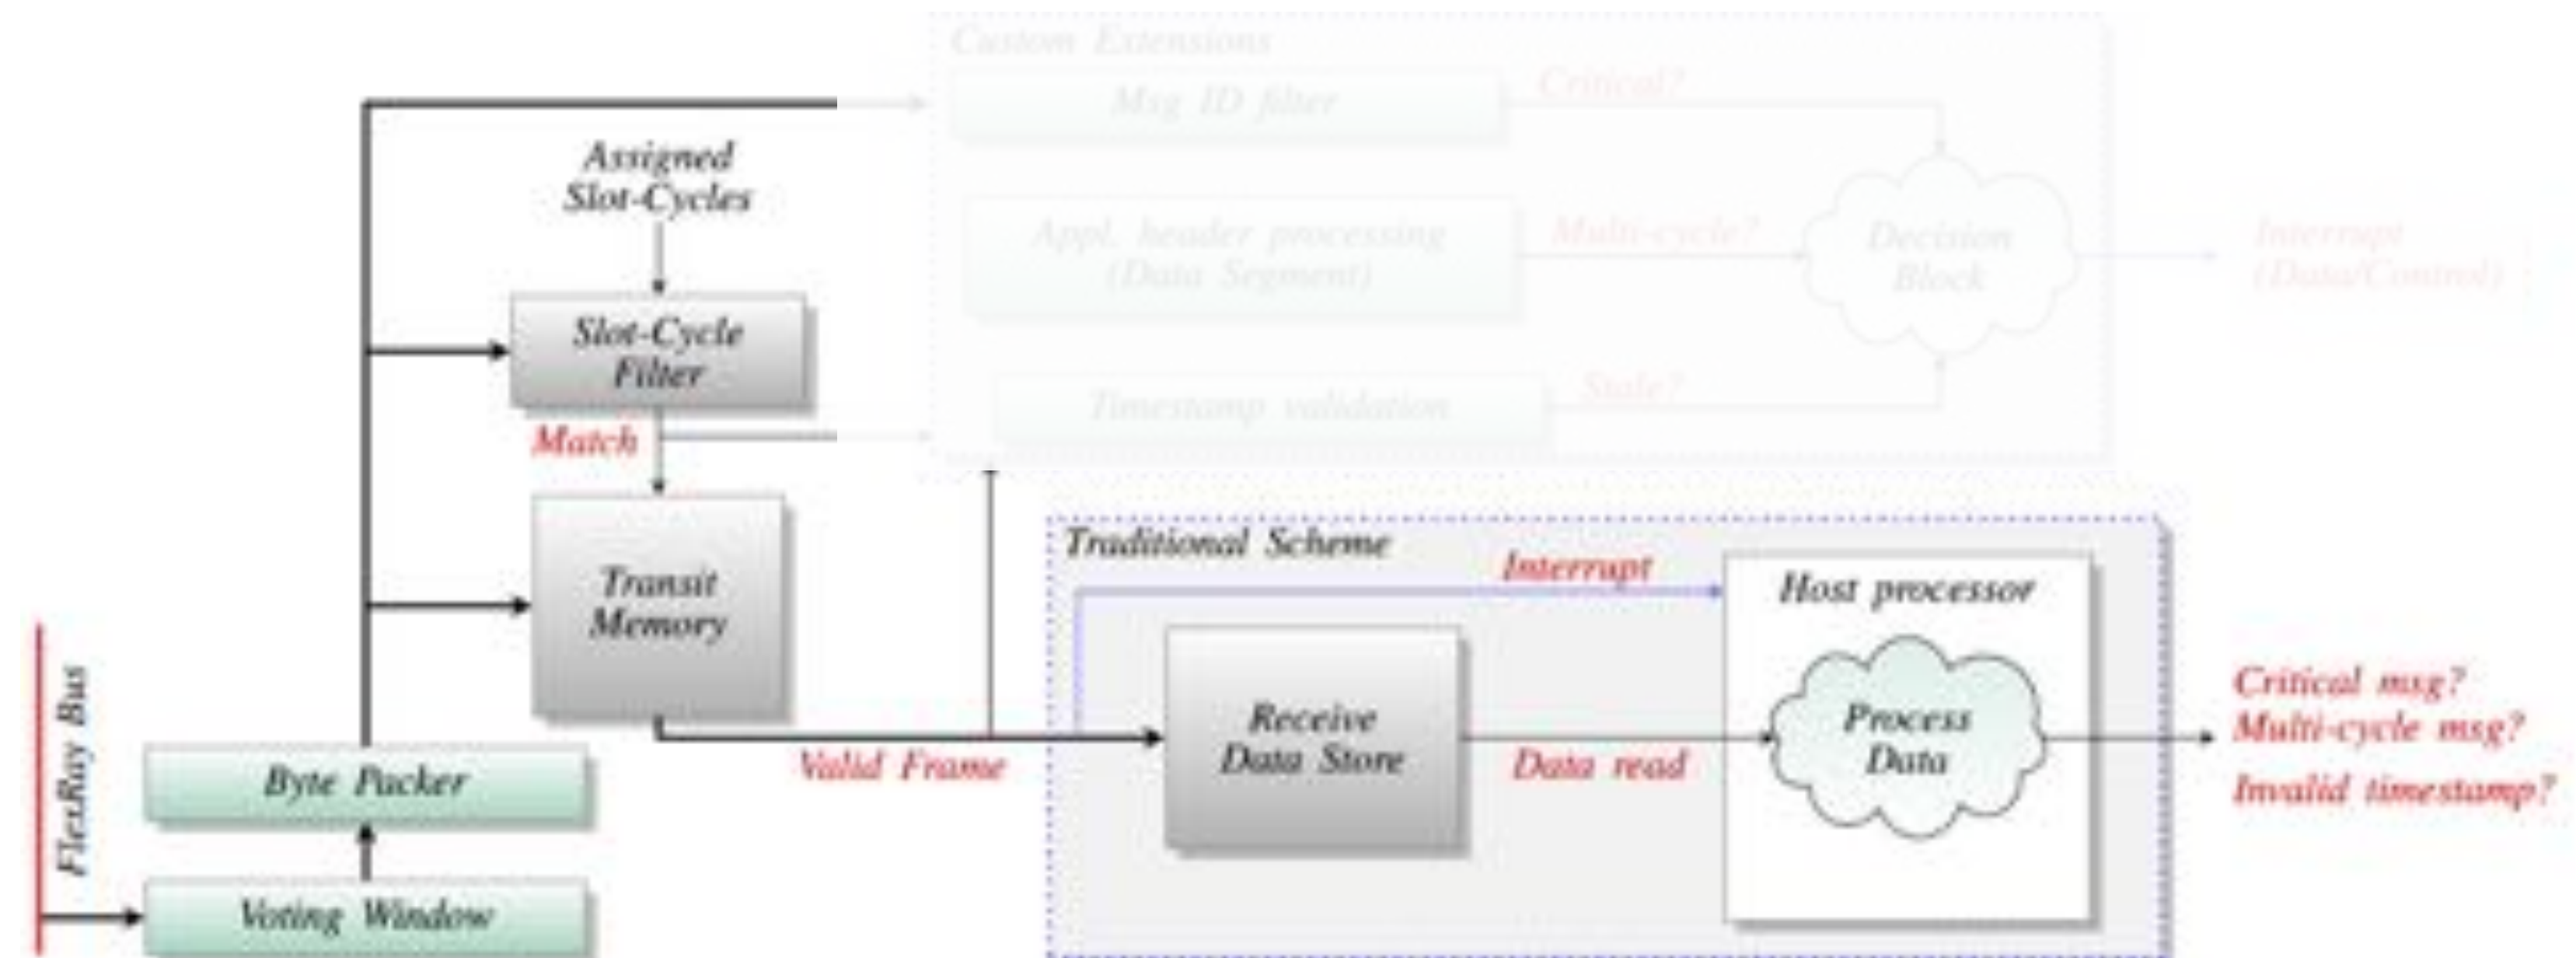 Custom Extensions
Msg ID filter
Critical?
Assigned
Slot-Cycles
Appl. header processing
(Data Segment)
Multi-cycle?
Decision
Block
Interrupt
(Data/Control)
Slot-Cycle
Filter
Timestamp validation
Stale?
Match
Transit
Memory
Traditional Scheme
Interrupt
Host processor
Receive
Data Store
Process
Data
Valid Frame
Data read
Critical msg?
Multi-cycle msg?
Invalid timestamp?
FlexRay Bus
Byte Packer
Voting Window